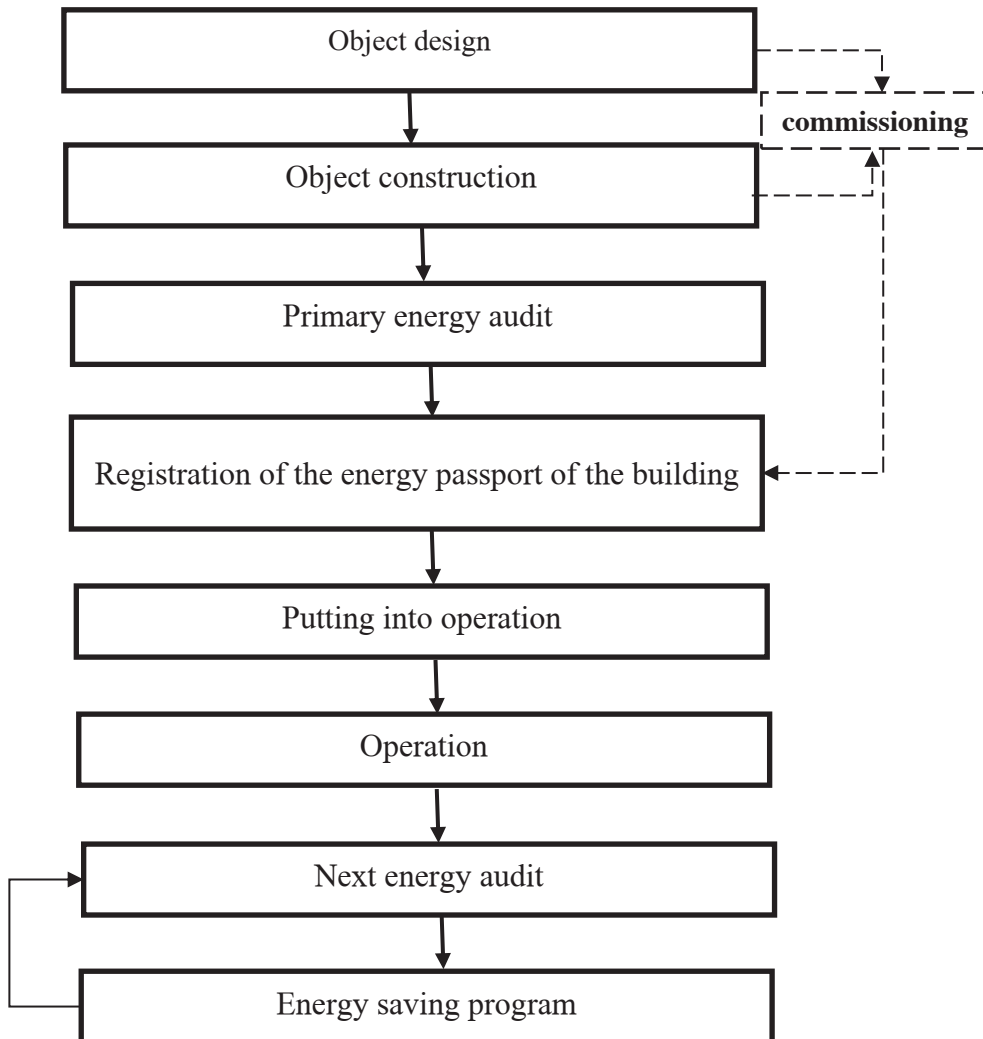 Object design
commissioning
Object construction
Primary energy audit
Registration of the energy passport of the building
Putting into operation
Operation
Next energy audit
Energy saving program